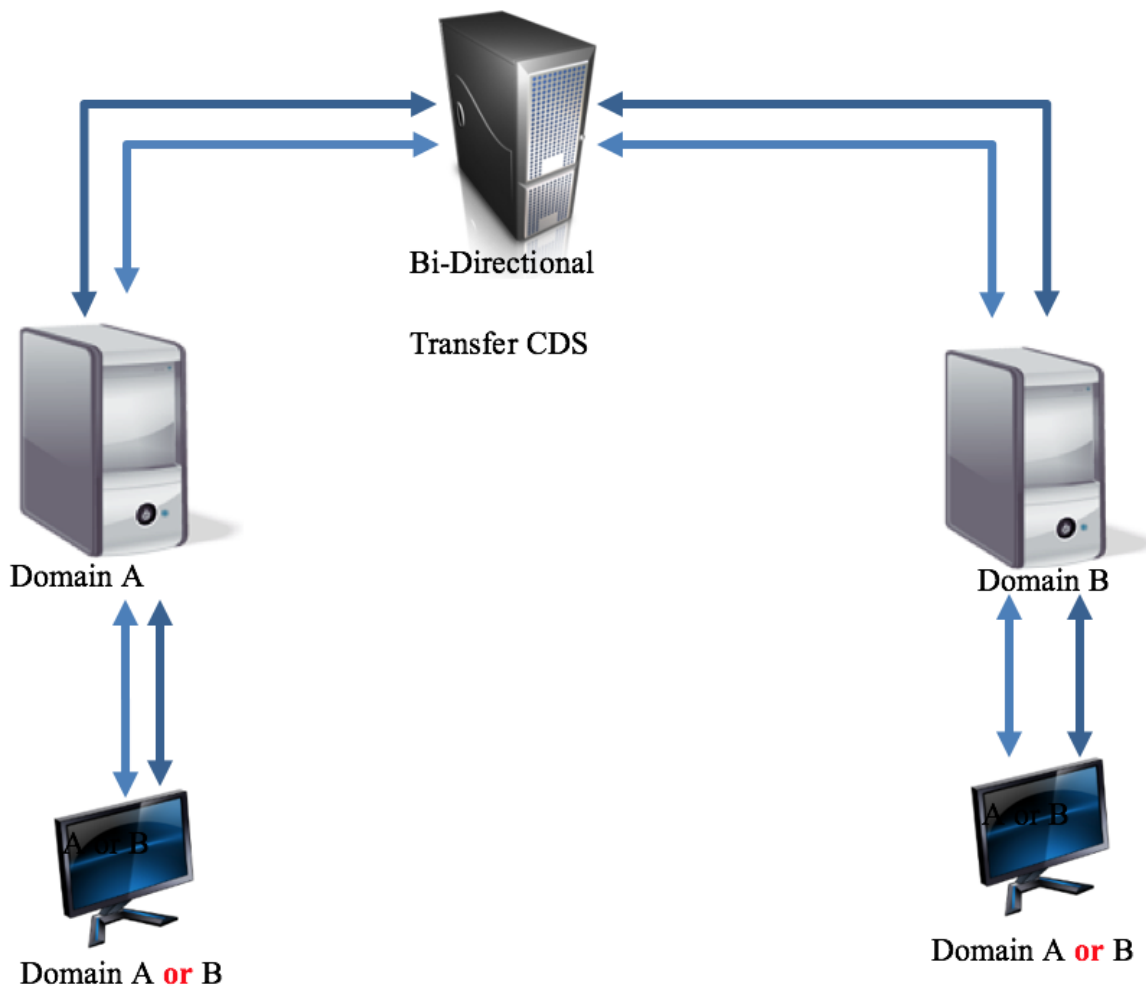 Bi-Directional
Transfer CDS
Domain A
Domain B
A or B
A or B
Domain A or B
Domain A or B